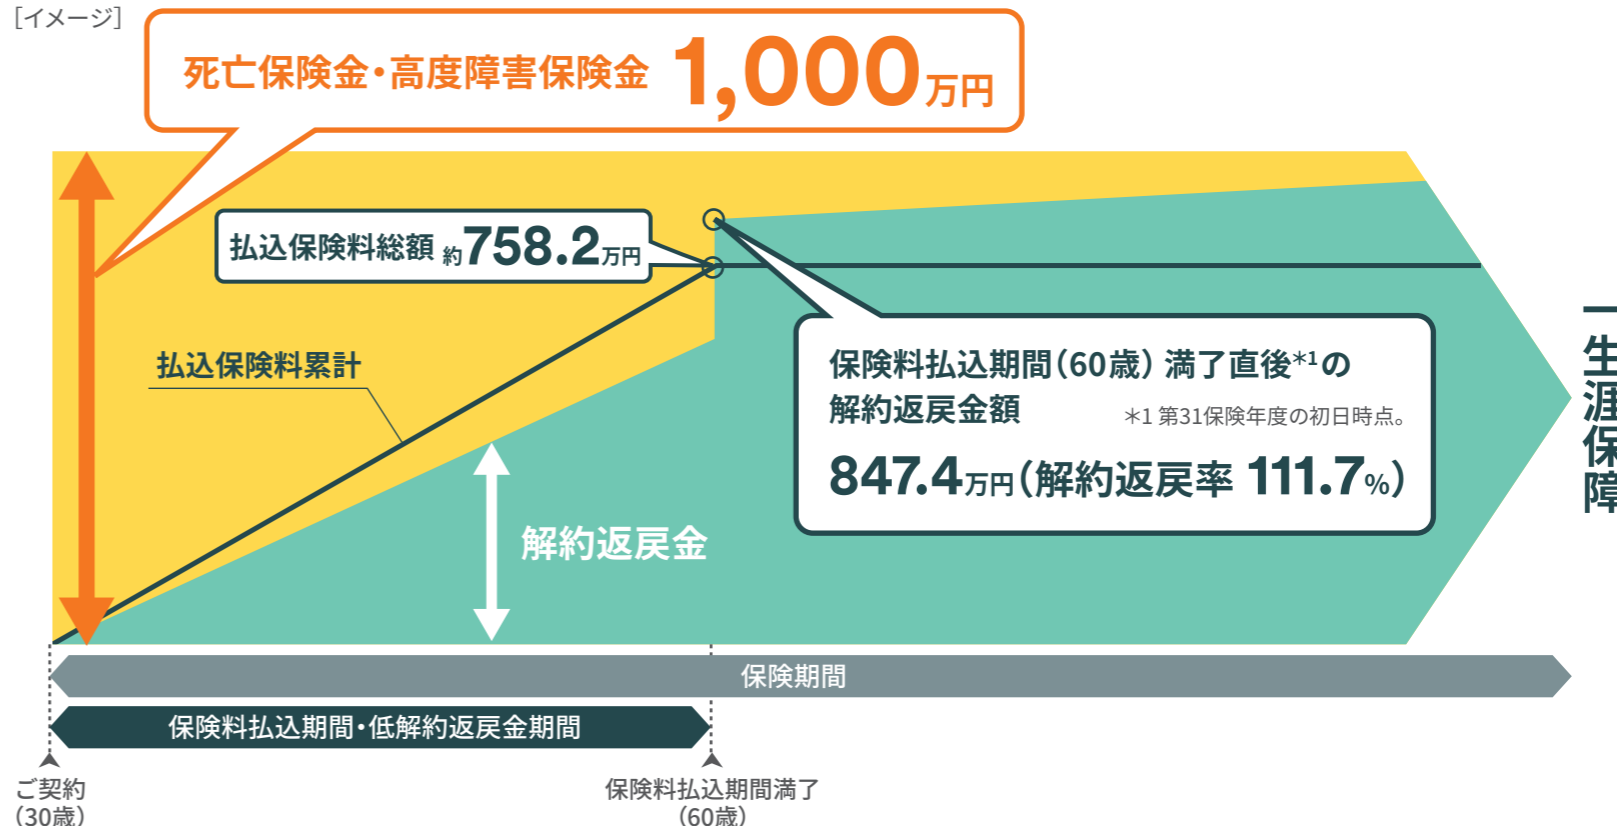 ［イメージ］
死亡保険金・高度障害保険金 1,000万円
払込保険料総額 約758.2万円
払込保険料累計
保険料払込期間（60歳）満了直後＊1の
解約返戻金額 ＊1 第31保険年度の初日時点。
847.4万円（解約返戻率 111.7％）
解約返戻金
一生涯保障
保険期間
保険料払込期間・低解約返戻金期間
ご契約
（30歳）
保険料払込期間満了
（60歳）